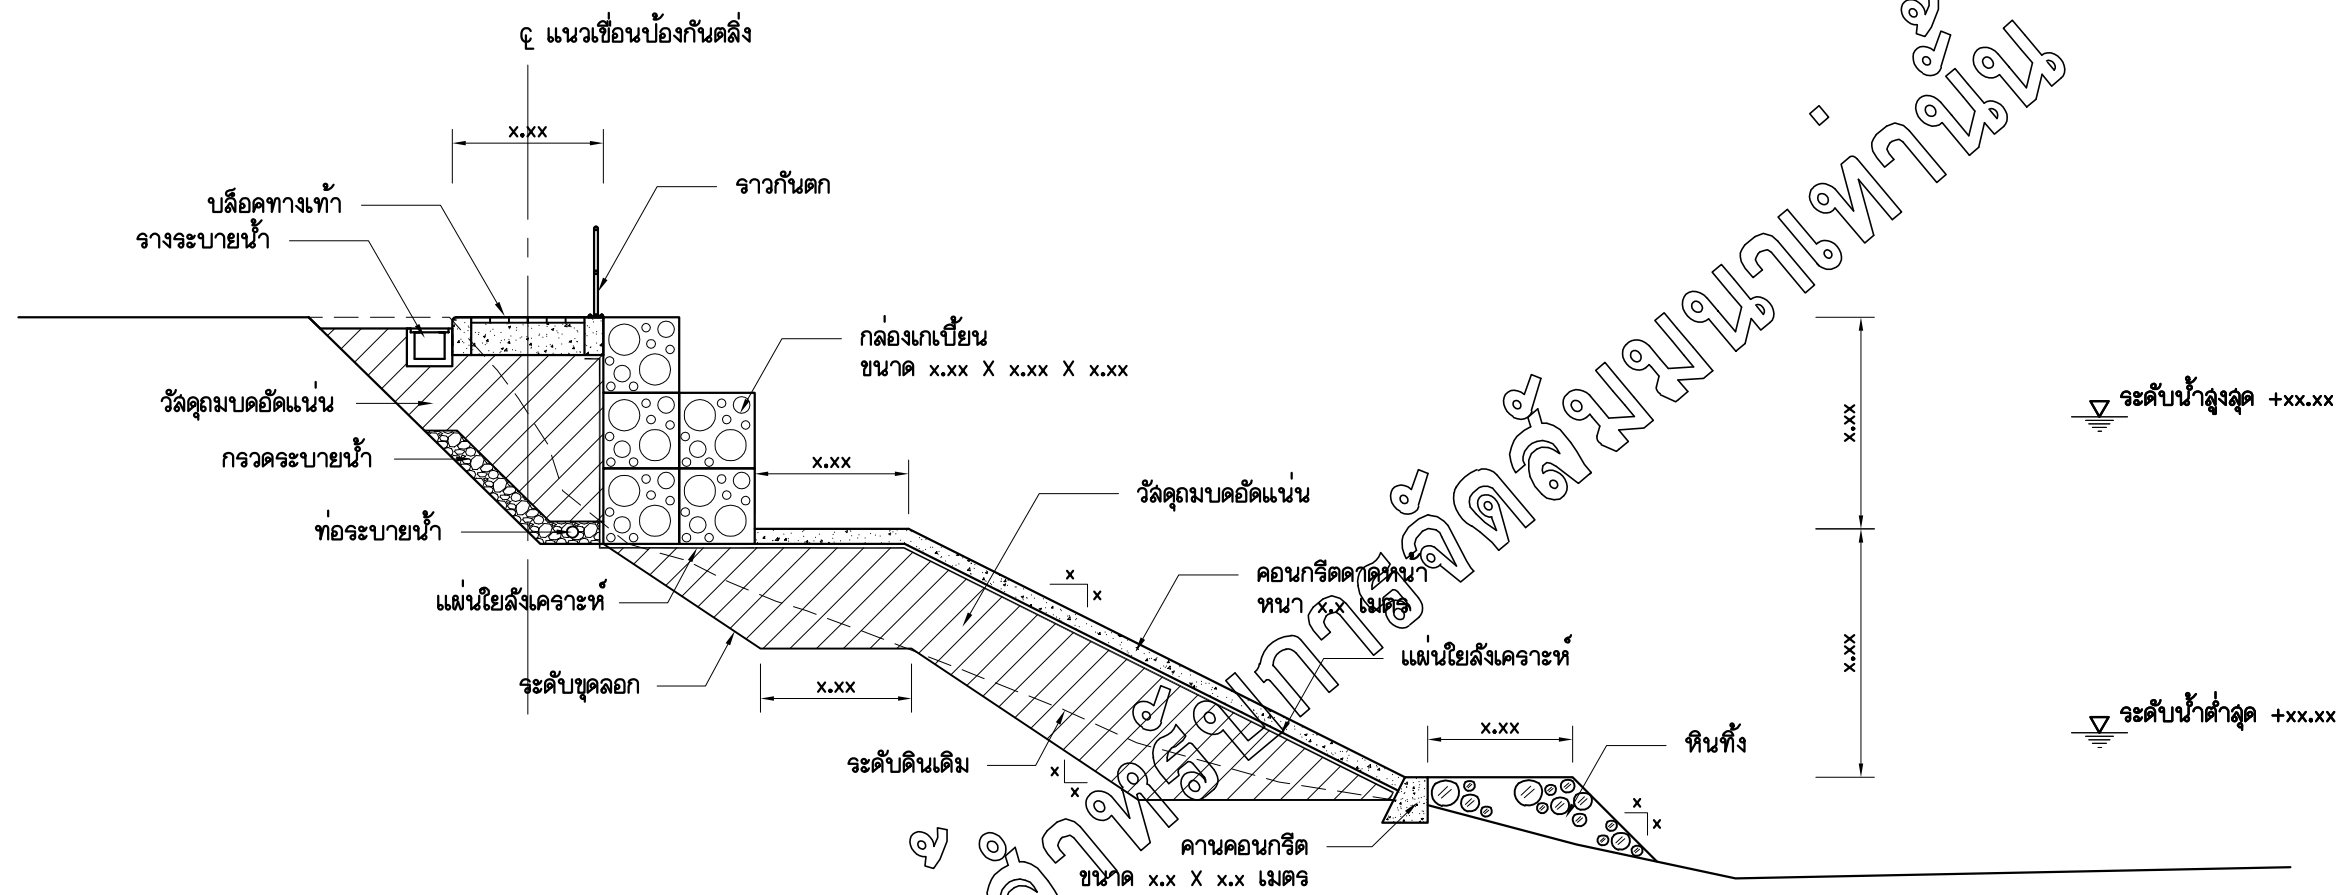 ℄ แนวเขื่อนป้องกันตลิ่ง
x.xx
ราวกันตก
บล็อคทางเท้า
รางระบายน้ำ
กล่องเกเบี้ยน
ขนาด x.xx X x.xx X x.xx
วัสดุถมบดอัดแน่น
กรวดระบายน้ำ
ท่อระบายน้ำ
x.xx
วัสดุถมบดอัดแน่น
แผ่นใยสังเคราะห์
x
x
คอนกรีตดาดหน้า
หนา x.x เมตร
แผ่นใยสังเคราะห์
ระดับขุดลอก
x.xx
ระดับดินเดิม
x
x
x.xx
หินทิ้ง
x
x
คานคอนกรีต
ขนาด x.x X x.x เมตร
x.xx
x.xx
ระดับน้ำสูงสุด +xx.xx
ระดับน้ำต่ำสุด +xx.xx
สำหรับการจัดสัมมนาเท่านั้น